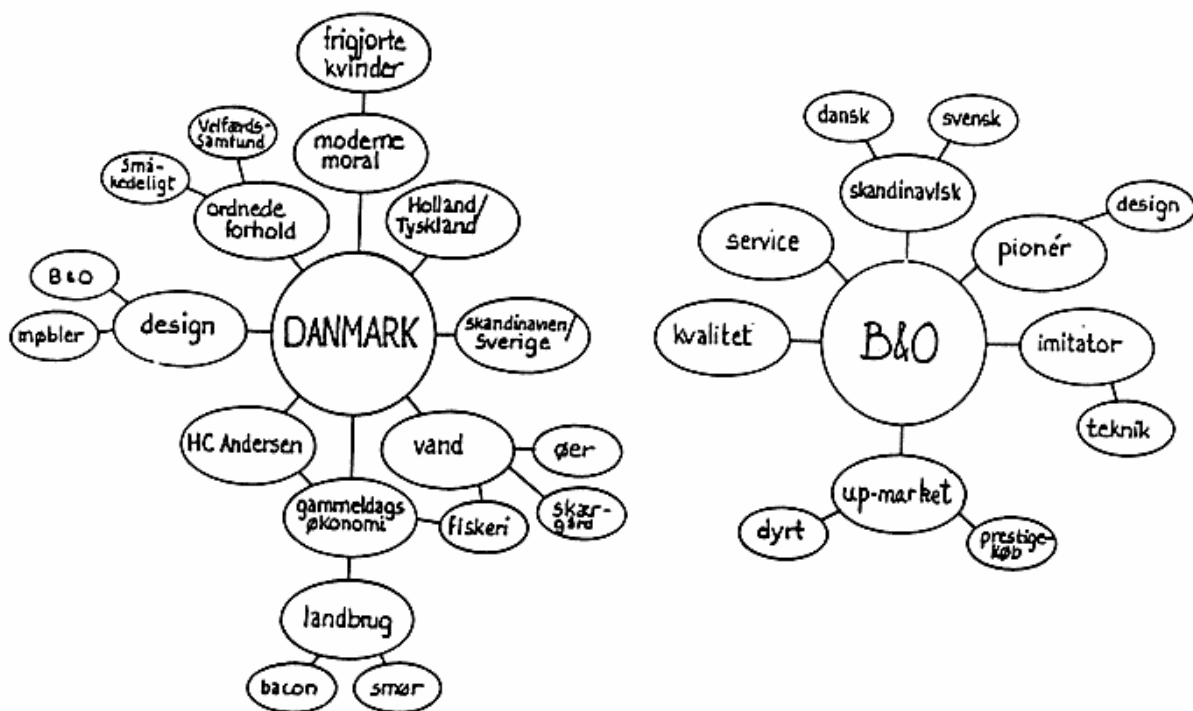 frigjorte
kvinder
moderne
moral
Velfærds-
samfund
små-
kedeligt
ordnede
forhold
Holland/
Tyskland
B&O
møbler
design
DANMARK
skandinavien/
Sverige
HC Andersen
vand
øer
skær-
gård
fiskeri
gammeldags
økonomi
landbrug
bacon
smør
dansk
svensk
skandinavisk
service
pionér
design
kvalitet
B&O
imitator
teknik
up-market
dyrt
prestige-
køb